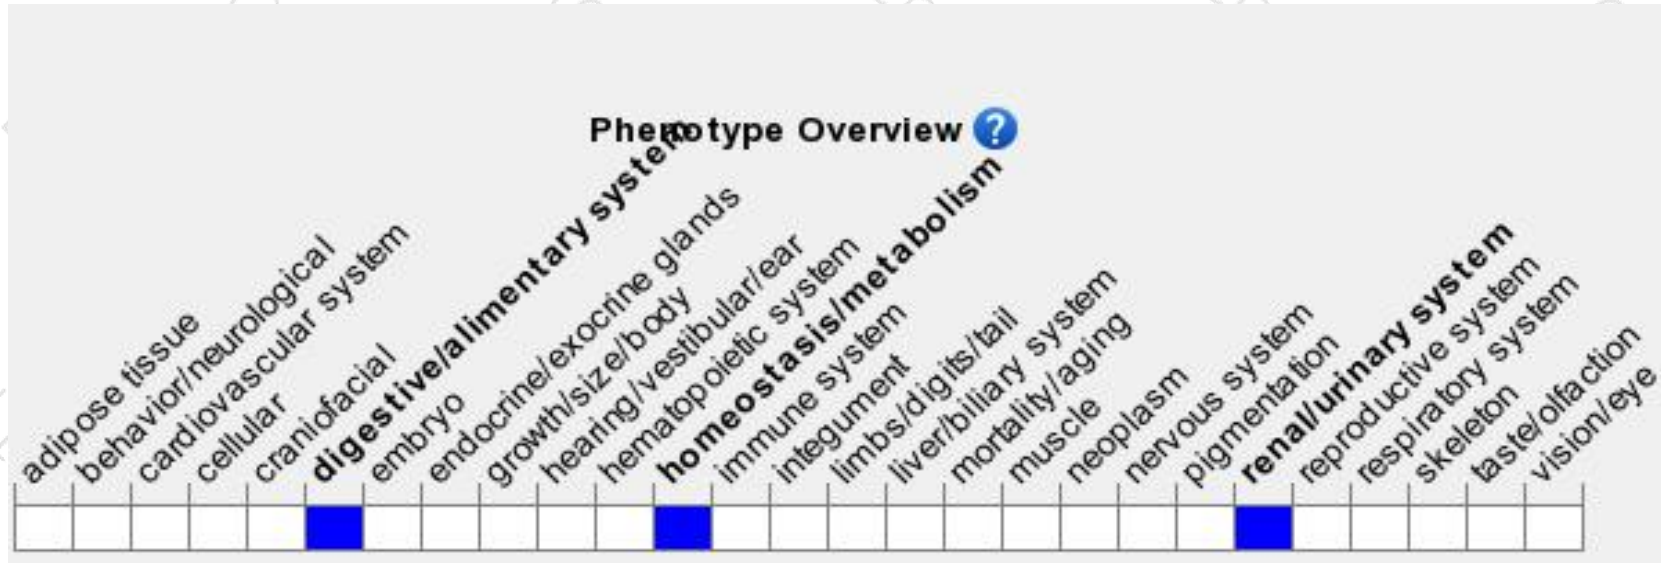 Phenotype Overview ?
adipose tissue
behavior/neurological
cardiovascular system
cellular
craniofacial
digestive/alimentary system
embryo
endocrine/exocrine glands
growth/size/body
hearing/vestibular/ear
hematopoietic system
homeostasis/metabolism
immune system
integument
limbs/digits/tail
liver/biliary system
mortality/aging
muscle
neoplasm
nervous system
pigmentation
renal/urinary system
reproductive system
respiratory system
skeleton
taste/olfaction
vision/eye